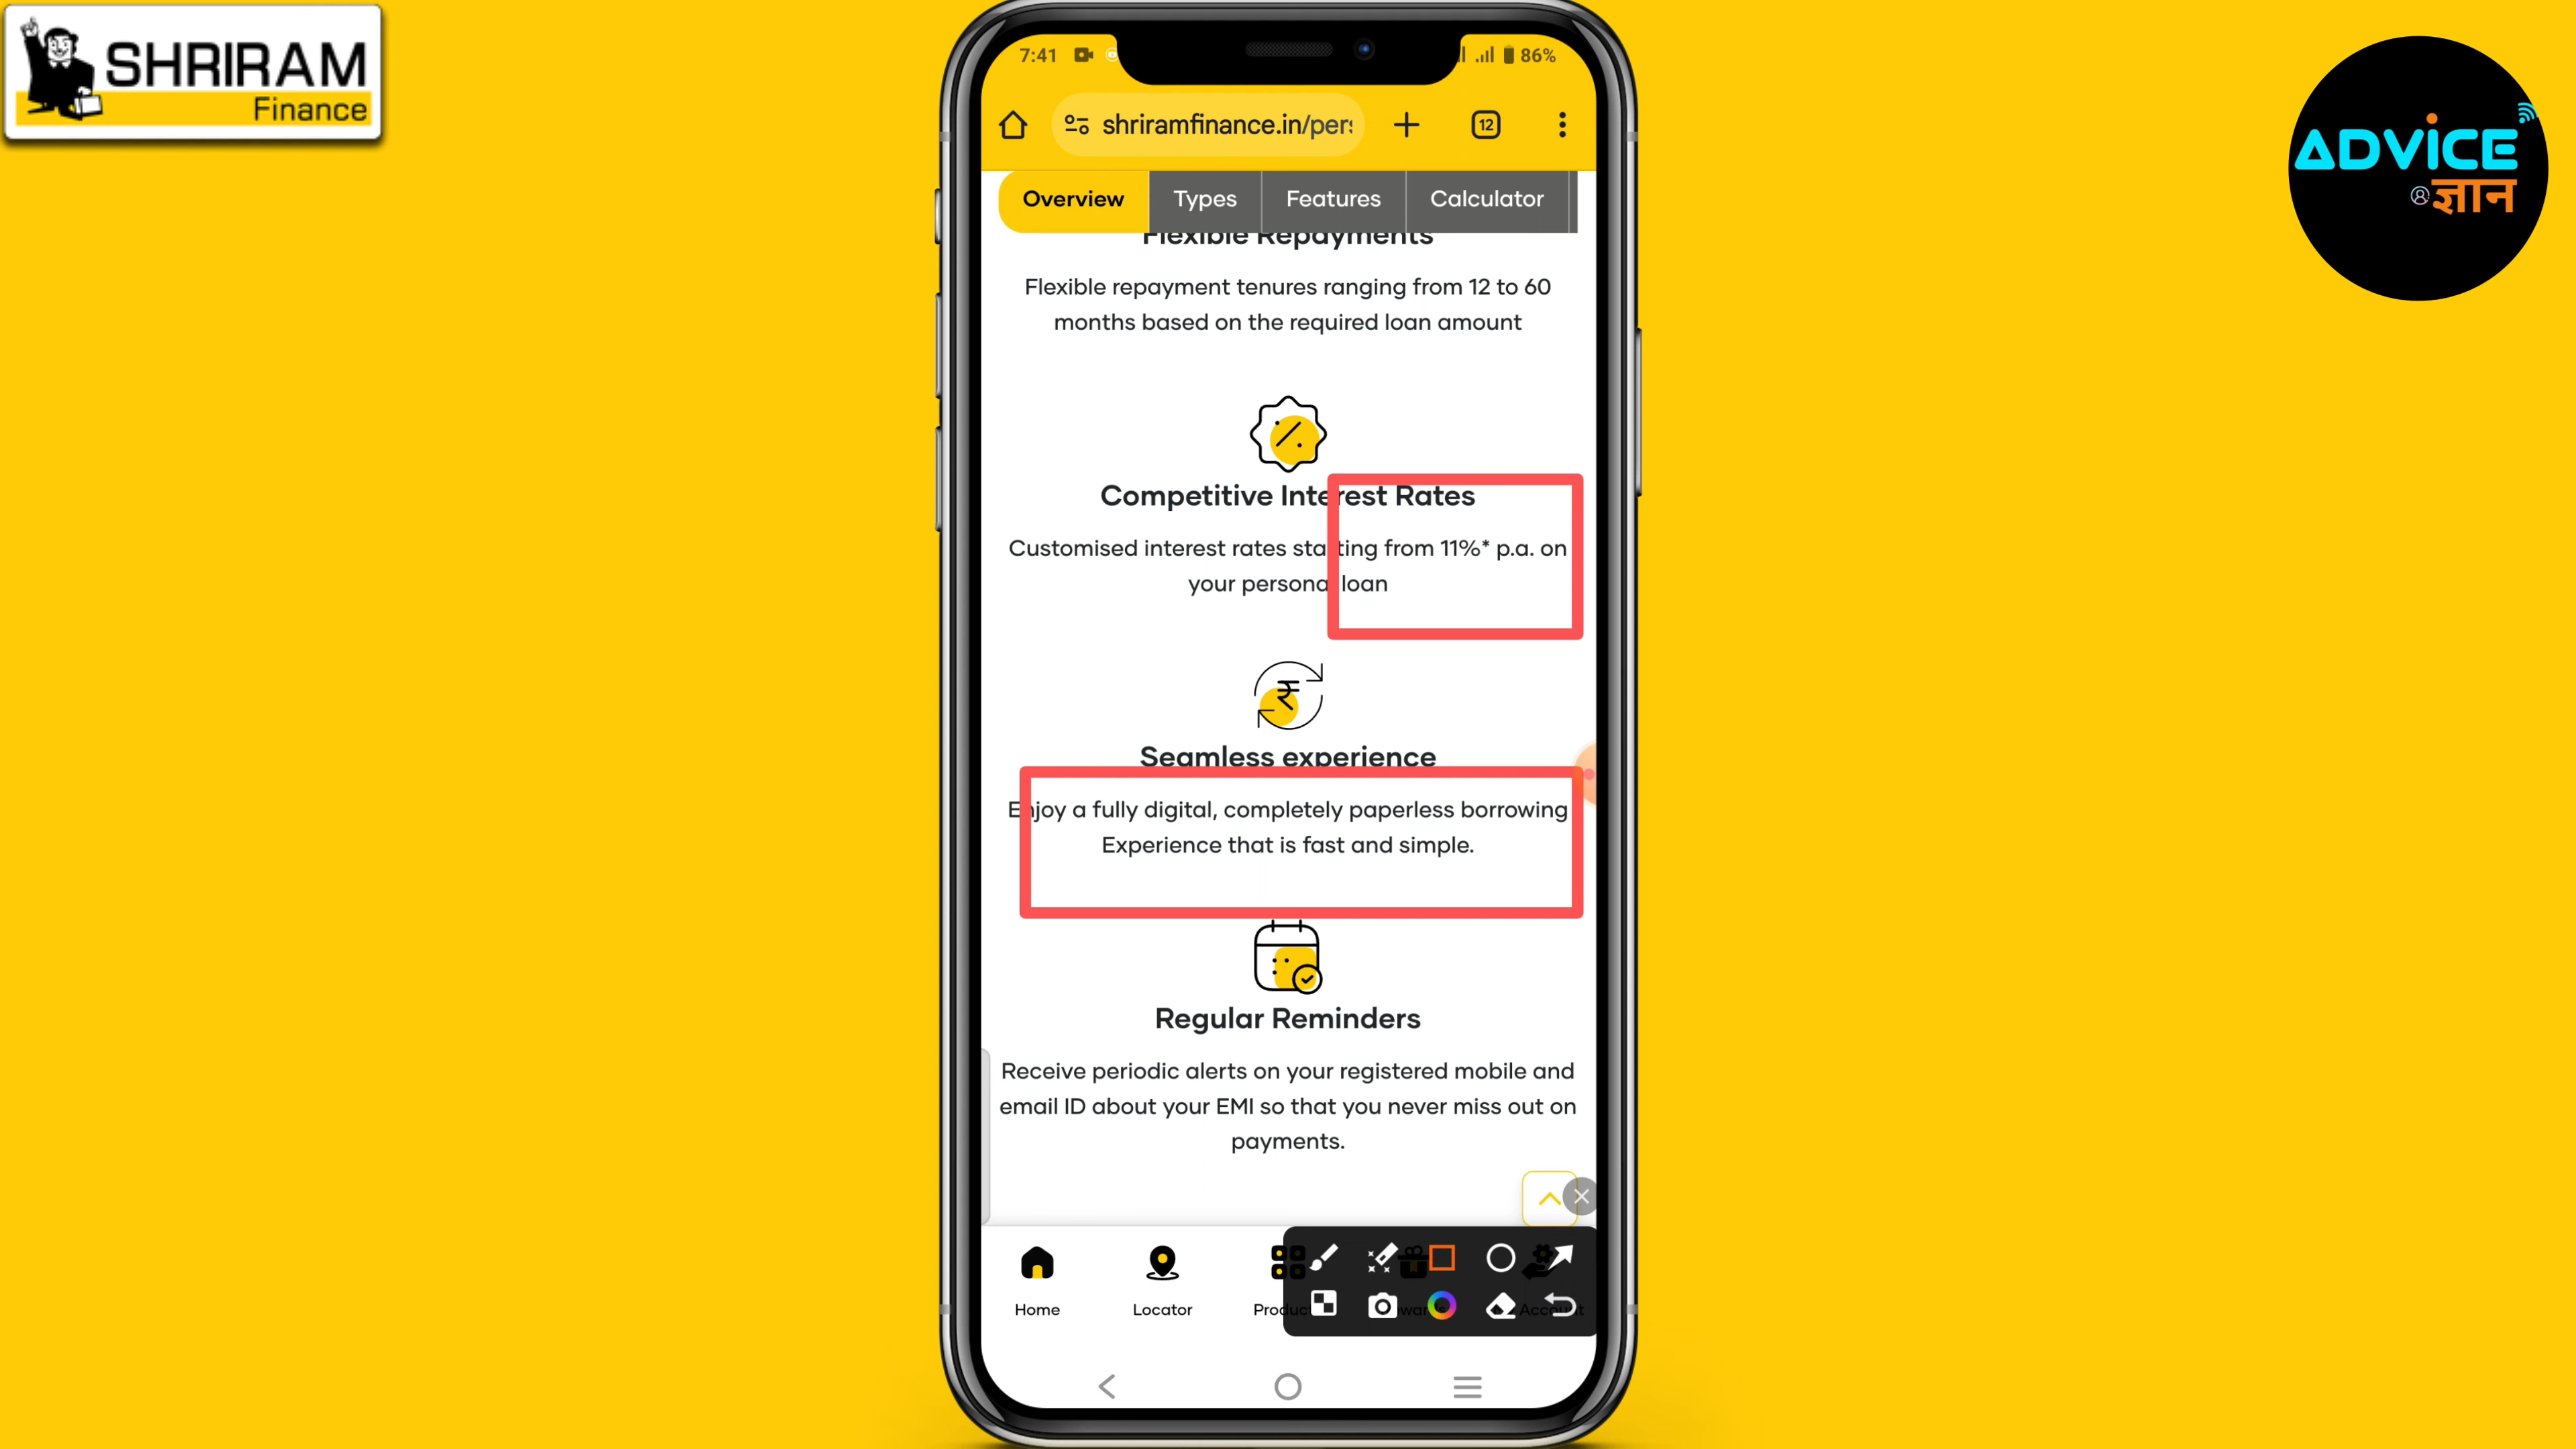 SHRIRAM
Finance
ADVICE
ज्ञान
7:41
86%
shriramfinance.in/pers
12
Overview
Types
Features
Calculator
Flexible Repayments
Flexible repayment tenures ranging from 12 to 60
months based on the required loan amount
Competitive Interest Rates
Customised interest rates starting from 11%* p.a. on
your personal loan
₹
Seamless experience
Enjoy a fully digital, completely paperless borrowing
Experience that is fast and simple.
Regular Reminders
Receive periodic alerts on your registered mobile and
email ID about your EMI so that you never miss out on
payments.
Home
Locator